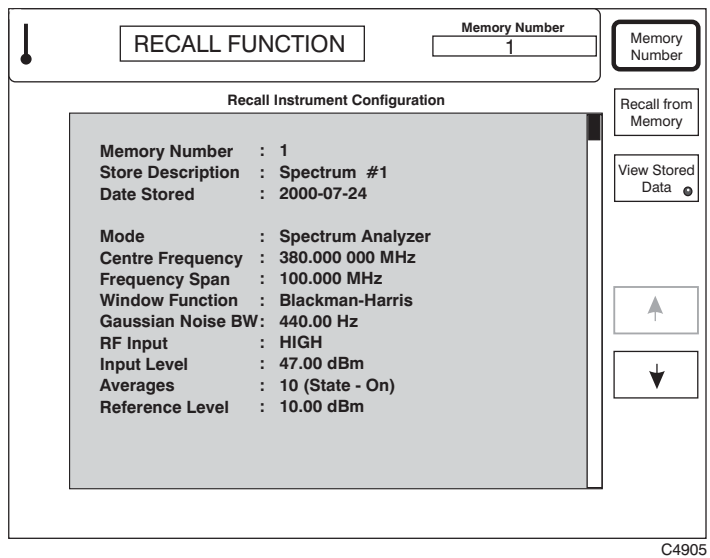 RECALL FUNCTION
Memory Number
1
Memory
Number
Recall Instrument Configuration
Recall from
Memory
Memory Number : 1
Store Description : Spectrum #1
Date Stored : 2000-07-24
View Stored
Data
Mode : Spectrum Analyzer
Centre Frequency : 380.000 000 MHz
Frequency Span : 100.000 MHz
Window Function : Blackman-Harris
Gaussian Noise BW: 440.00 Hz
RF Input : HIGH
Input Level : 47.00 dBm
Averages : 10 (State - On)
Reference Level : 10.00 dBm
C4905